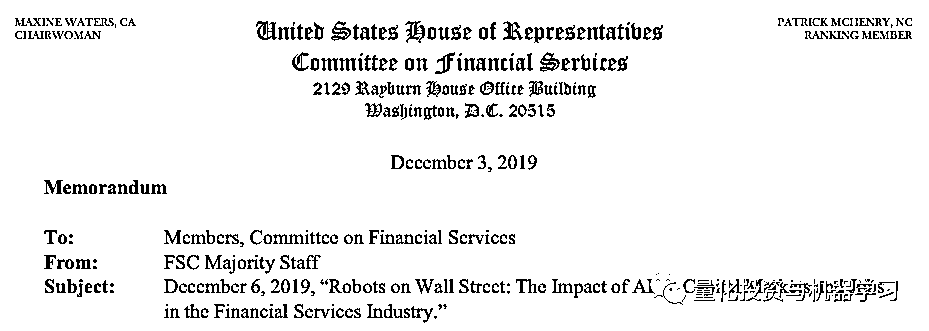 MAXINE WATERS, CA
CHAIRWOMAN
PATRICK MCHENRY, NC
RANKING MEMBER
United States House of Representatives
Committee on Financial Services
2129 Rayburn House Office Building
Washington, D.C. 20515
December 3, 2019
Memorandum
To: Members, Committee on Financial Services
From: FSC Majority Staff
Subject: December 6, 2019, “Robots on Wall Street: The Impact of AI
in the Financial Services Industry.”
量化投资与机器学习